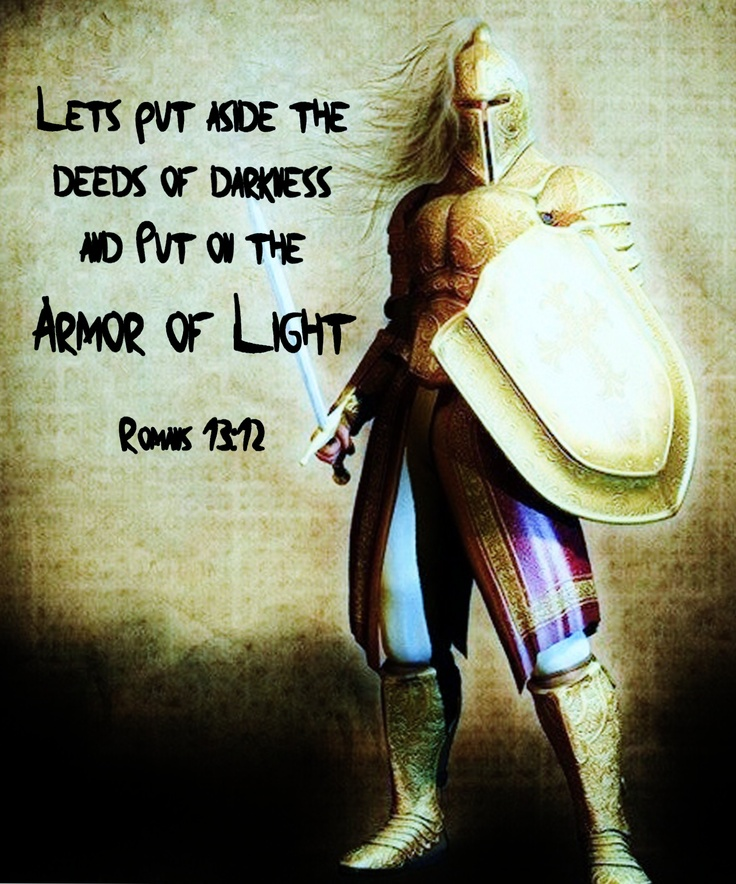 Lets put aside the
deeds of darkness
and Put on the
Armor of Light
Romans 13:12